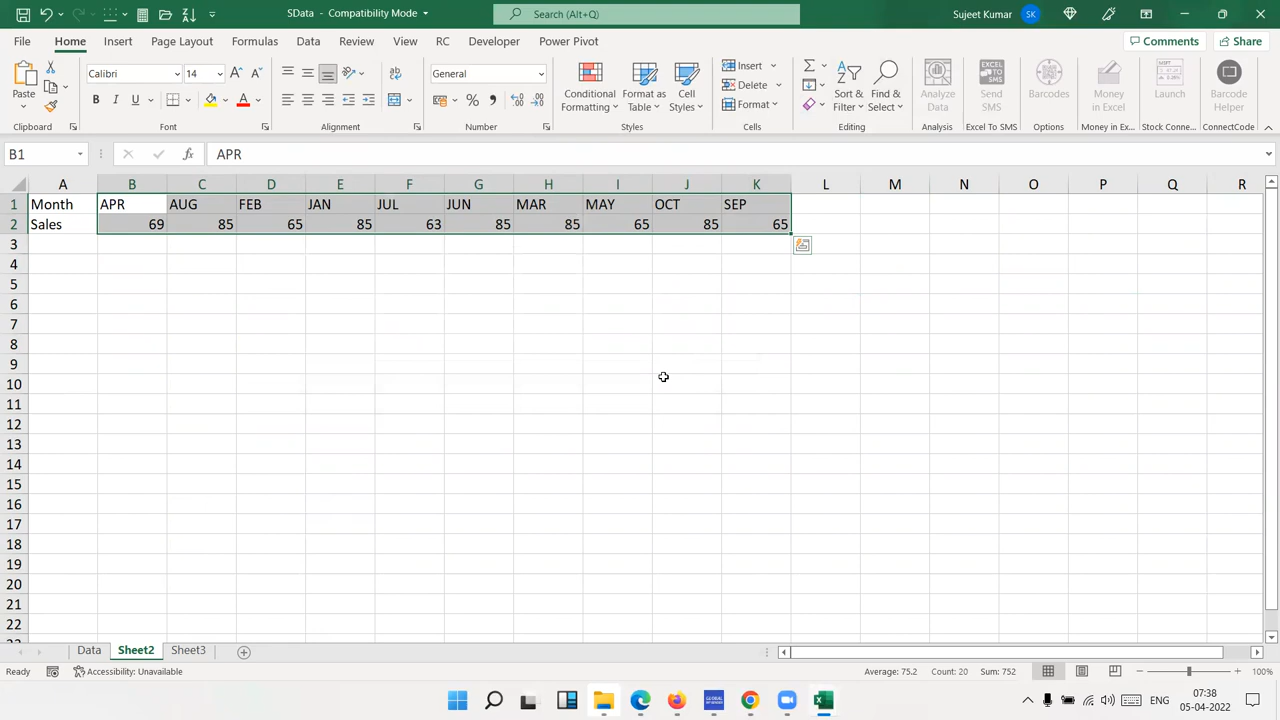 SData - Compatibility Mode
Search (Alt+Q)
Sujeet Kumar
SK
File Home Insert Page Layout Formulas Data Review View RC Developer Power Pivot
Comments Share
Paste
Calibri 14
B I U
General
Conditional Formatting
Format as Table
Cell Styles
Insert
Delete
Format
Sort & Filter
Find & Select
Analyze Data
Excel To SMS
Send SMS
Barcodes
Money in Excel
Launch
Barcode Helper
Clipboard Font Alignment Number Styles Cells Editing Analysis Excel To SMS Options Money in Ex... Stock Conne... ConnectCode
B1 fx APR
A B C D E F G H I J K L M N O P Q R
1 Month APR AUG FEB JAN JUL JUN MAR MAY OCT SEP
2 Sales 69 85 65 85 63 85 85 65 85 65
3
4
5
6
7
8
9
10
11
12
13
14
15
16
17
18
19
20
21
22
Data Sheet2 Sheet3
Ready Accessibility: Unavailable Average: 75.2 Count: 20 Sum: 752 100%
ENG
07:38
05-04-2022